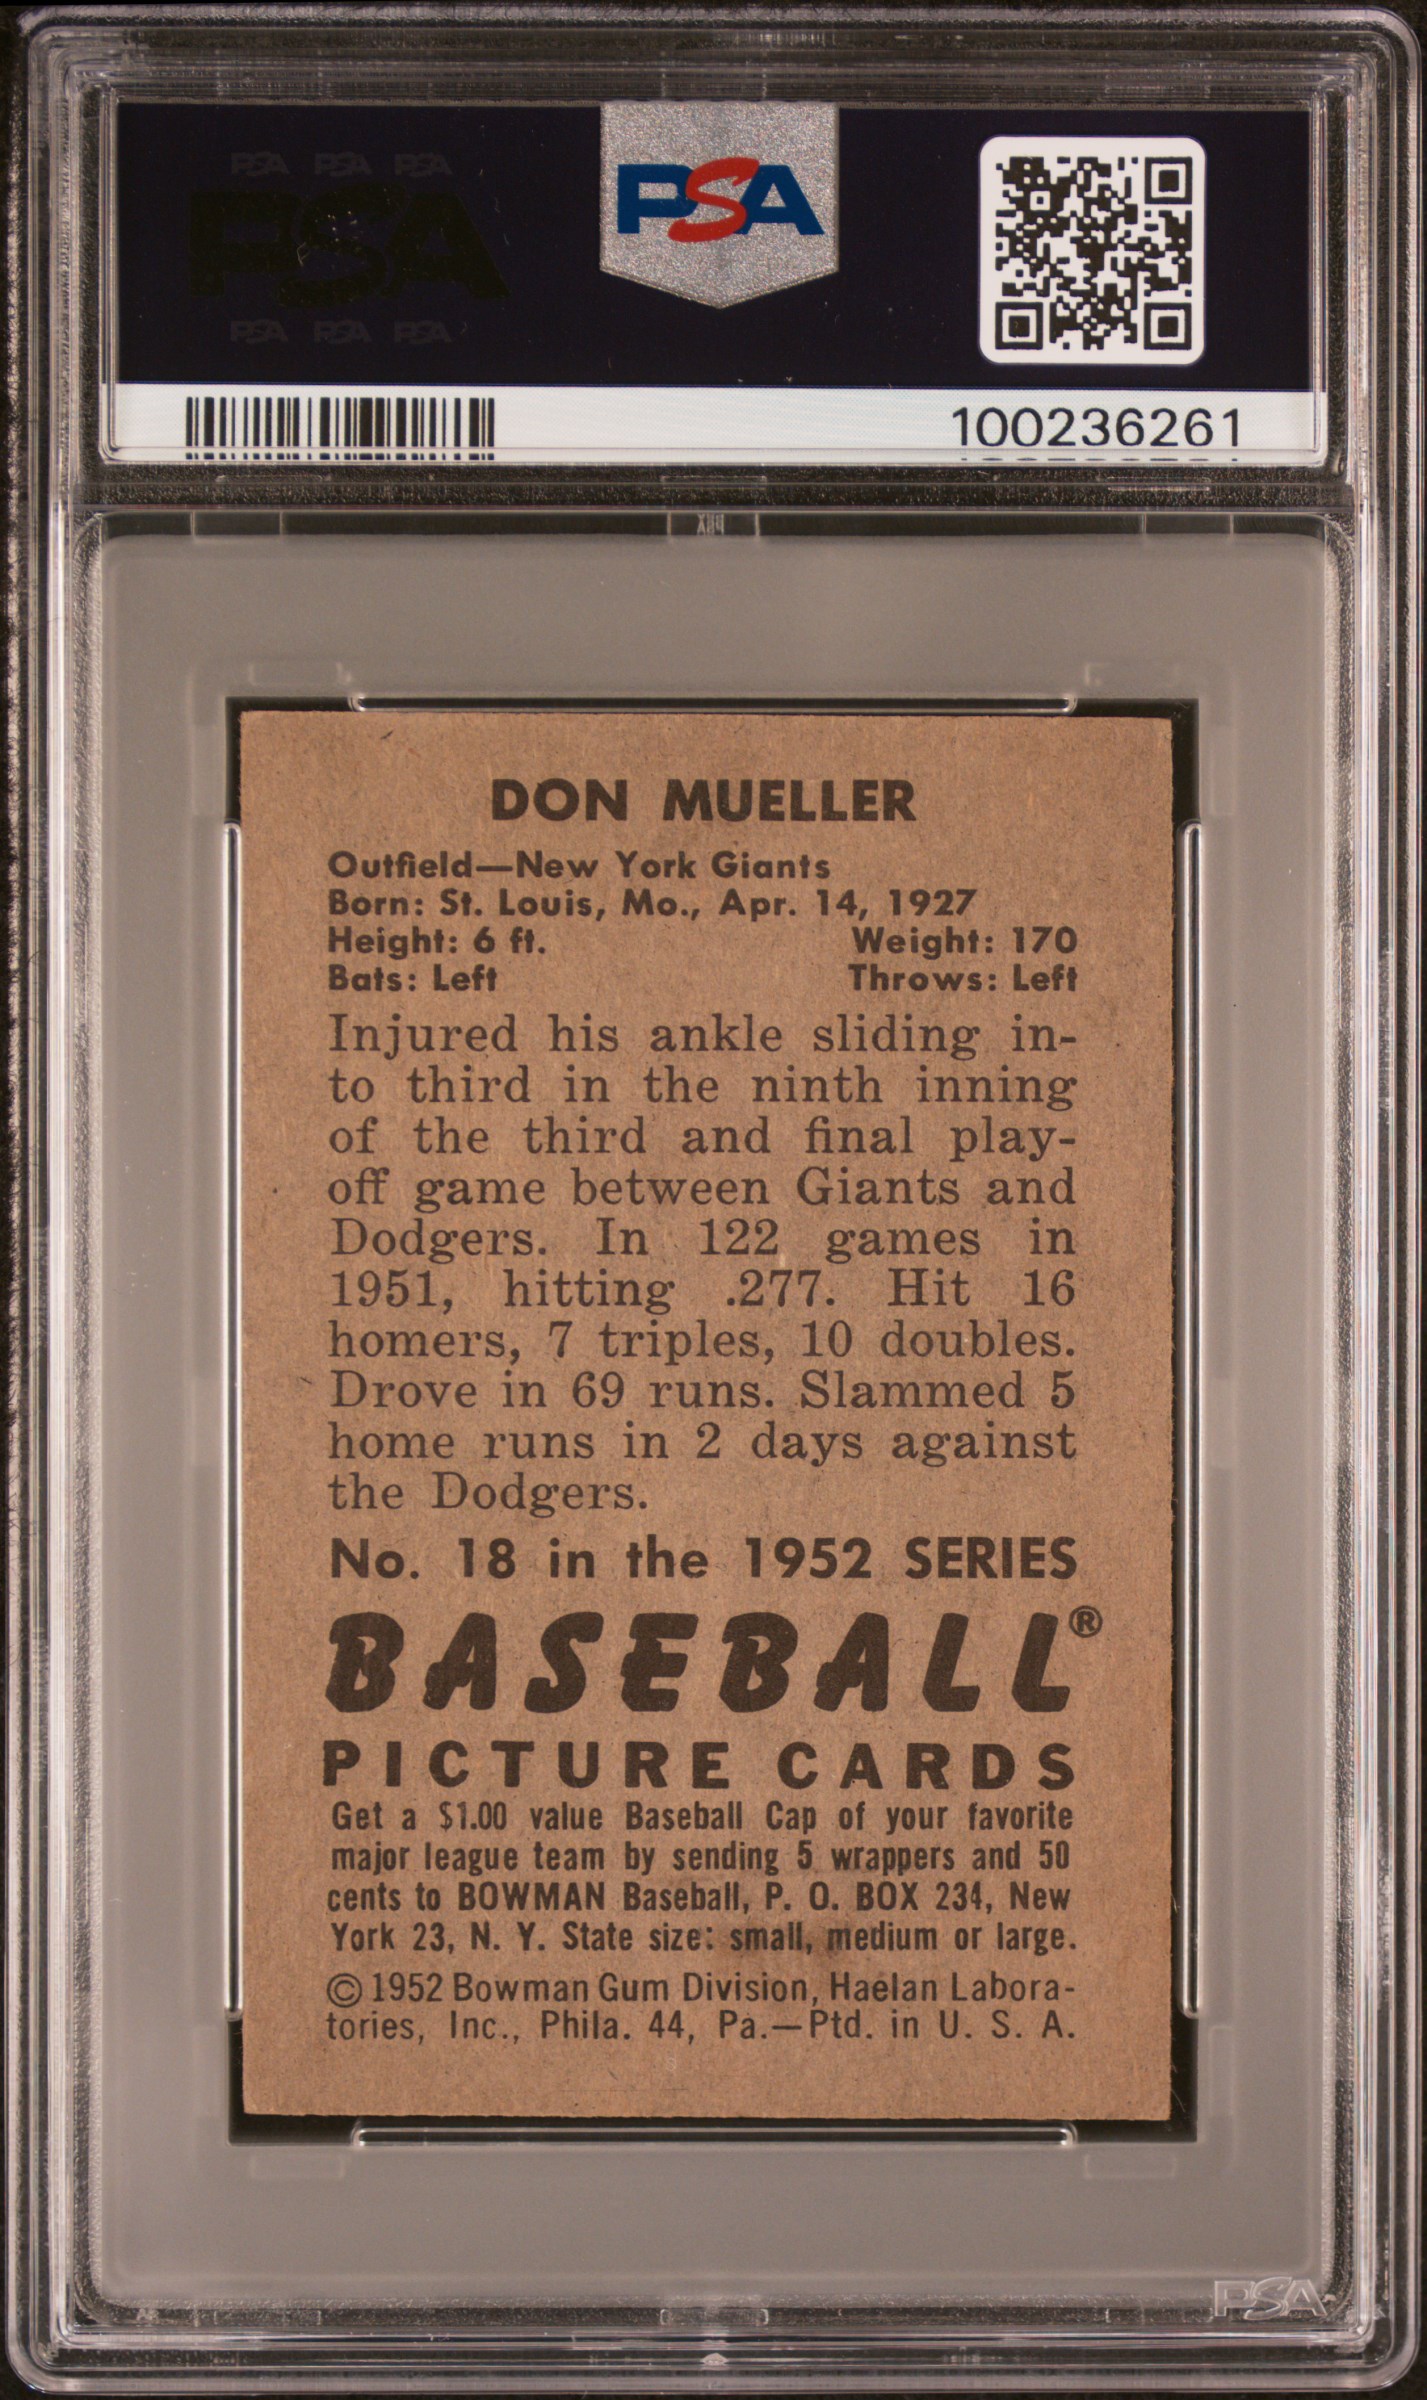 PSA PSA PSA
PSA
PSA PSA PSA
PSA
100236261
DON MUELLER
Outfield—New York Giants
Born: St. Louis, Mo., Apr. 14, 1927
Height: 6 ft. Weight: 170
Bats: Left Throws: Left
Injured his ankle sliding in-
to third in the ninth inning
of the third and final play-
off game between Giants and
Dodgers. In 122 games in
1951, hitting .277. Hit 16
homers, 7 triples, 10 doubles.
Drove in 69 runs. Slammed 5
home runs in 2 days against
the Dodgers.
No. 18 in the 1952 SERIES
BASEBALL®
PICTURE CARDS
Get a $1.00 value Baseball Cap of your favorite
major league team by sending 5 wrappers and 50
cents to BOWMAN Baseball, P. O. BOX 234, New
York 23, N. Y. State size: small, medium or large.
©1952 Bowman Gum Division, Haelan Labora-
tories, Inc., Phila. 44, Pa.—Ptd. in U. S. A.
PSA